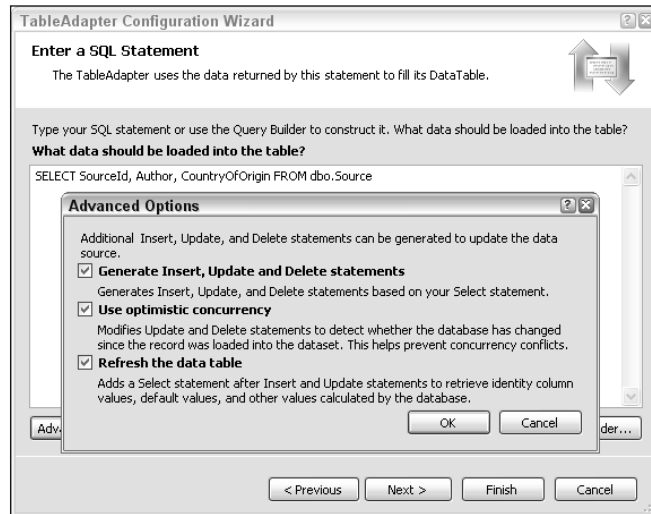 TableAdapter Configuration Wizard
Enter a SQL Statement
The TableAdapter uses the data returned by this statement to fill its DataTable.
Type your SQL statement or use the Query Builder to construct it. What data should be loaded into the table?
What data should be loaded into the table?
SELECT SourceId, Author, CountryOfOrigin FROM dbo.Source
Advanced Options
Additional Insert, Update, and Delete statements can be generated to update the data
source.
Generate Insert, Update and Delete statements
Generates Insert, Update, and Delete statements based on your Select statement.
Use optimistic concurrency
Modifies Update and Delete statements to detect whether the database has changed
since the record was loaded into the dataset. This helps prevent concurrency conflicts.
Refresh the data table
Adds a Select statement after Insert and Update statements to retrieve identity column
values, default values, and other values calculated by the database.
OK Cancel
Adv der...
< Previous Next > Finish Cancel